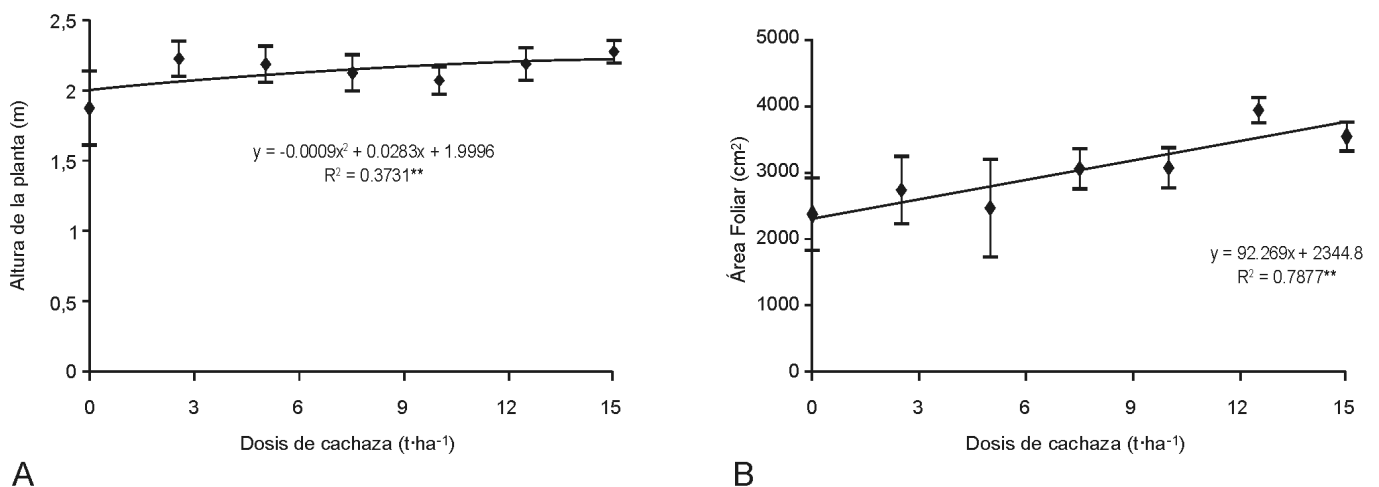 2,5
2
1,5
1
0,5
0
Altura de la planta (m)
y = -0.0009x² + 0.0283x + 1.9996
R² = 0.3731**
0 3 6 9 12 15
Dosis de cachaza (t·ha⁻¹)
A
5000
4000
3000
2000
1000
0
Área Foliar (cm²)
y = 92.269x + 2344.8
R² = 0.7877**
0 3 6 9 12 15
Dosis de cachaza (t·ha⁻¹)
B